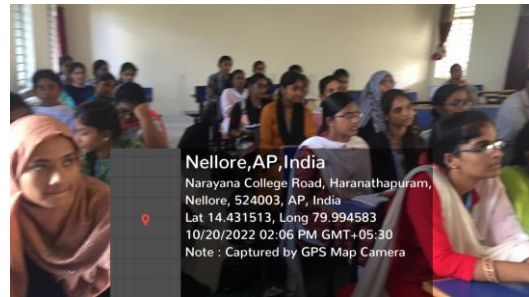 Nellore,AP,India
Narayana College Road, Haranathapuram,
Nellore, 524003, AP, India
Lat 14.431513, Long 79.994583
10/20/2022 02:06 PM GMT+05:30
Note : Captured by GPS Map Camera